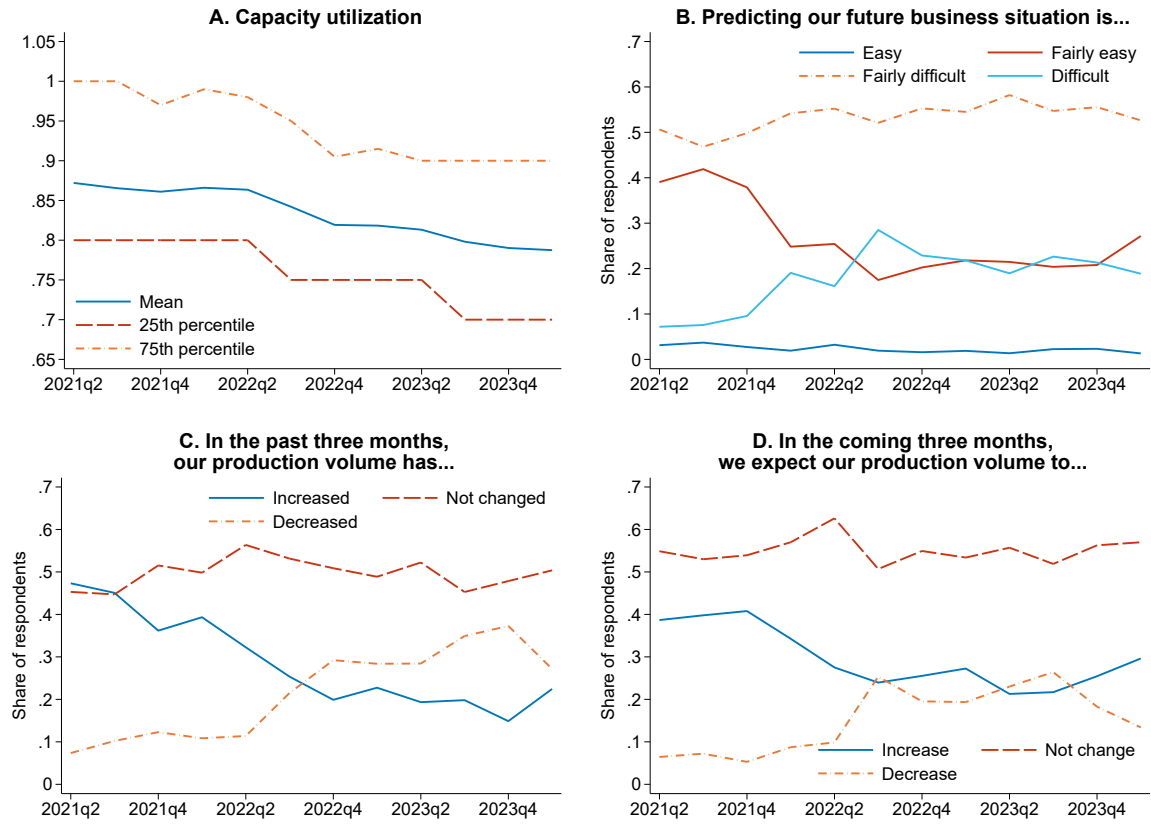 A. Capacity utilization
1.05
1
.95
.9
.85
.8
.75
.7
.65
Mean
25th percentile
75th percentile
2021q2 2021q4 2022q2 2022q4 2023q2 2023q4
B. Predicting our future business situation is...
Share of respondents
.7
.6
.5
.4
.3
.2
.1
0
Easy Fairly easy
Fairly difficult Difficult
2021q2 2021q4 2022q2 2022q4 2023q2 2023q4
C. In the past three months,
our production volume has...
Share of respondents
.7
.6
.5
.4
.3
.2
.1
0
Increased Not changed
Decreased
2021q2 2021q4 2022q2 2022q4 2023q2 2023q4
D. In the coming three months,
we expect our production volume to...
Share of respondents
.7
.6
.5
.4
.3
.2
.1
0
Increase Not change
Decrease
2021q2 2021q4 2022q2 2022q4 2023q2 2023q4